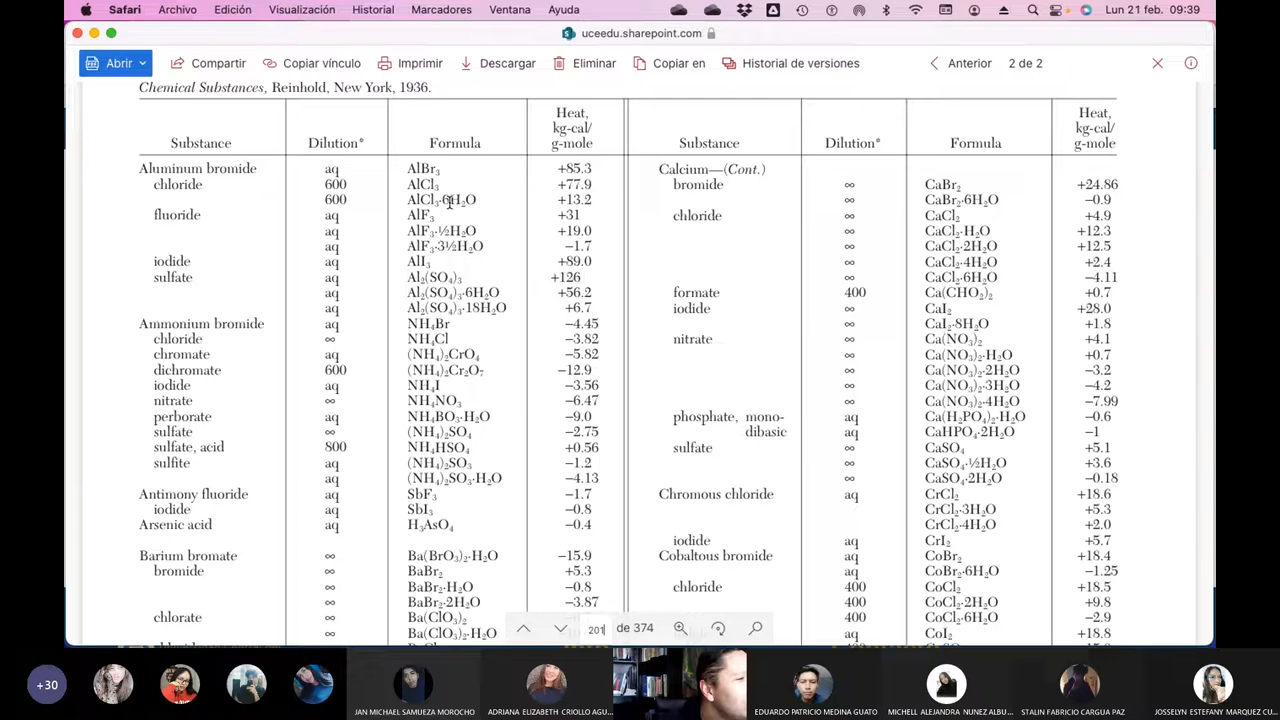 Safari Archivo Edición Visualización Historial Marcadores Ventana Ayuda Lun 21 feb. 09:39
uceedu.sharepoint.com
Abrir Compartir Copiar vínculo Imprimir Descargar Eliminar Copiar en Historial de versiones Anterior 2 de 2
Chemical Substances, Reinhold, New York, 1936.
Substance Dilution* Formula Heat, kg-cal/ g-mole Substance Dilution* Formula Heat, kg-cal/ g-mole
Aluminum bromide aq AlBr₃ +85.3 Calcium—(Cont.)
chloride 600 AlCl₃ +77.9 bromide ∞ CaBr₂ +24.86
600 AlCl₃·6H₂O +13.2 ∞ CaBr₂·6H₂O −0.9
fluoride aq AlF₃ +31 chloride ∞ CaCl₂ +4.9
aq AlF₃·½H₂O +19.0 ∞ CaCl₂·H₂O +12.3
aq AlF₃·3½H₂O −1.7 ∞ CaCl₂·2H₂O +12.5
iodide aq AlI₃ +89.0 ∞ CaCl₂·4H₂O +2.4
sulfate aq Al₂(SO₄)₃ +126 ∞ CaCl₂·6H₂O −4.11
aq Al₂(SO₄)₃·6H₂O +56.2 formate 400 Ca(CHO₂)₂ +0.7
aq Al₂(SO₄)₃·18H₂O +6.7 iodide ∞ CaI₂ +28.0
Ammonium bromide aq NH₄Br −4.45 ∞ CaI₂·8H₂O +1.8
chloride ∞ NH₄Cl −3.82 nitrate ∞ Ca(NO₃)₂ +4.1
chromate aq (NH₄)₂CrO₄ −5.82 ∞ Ca(NO₃)₂·H₂O +0.7
dichromate 600 (NH₄)₂Cr₂O₇ −12.9 ∞ Ca(NO₃)₂·2H₂O −3.2
iodide aq NH₄I −3.56 ∞ Ca(NO₃)₂·3H₂O −4.2
nitrate ∞ NH₄NO₃ −6.47 ∞ Ca(NO₃)₂·4H₂O −7.99
perborate aq NH₄BO₃·H₂O −9.0 phosphate, mono- aq Ca(H₂PO₄)₂·H₂O −0.6
sulfate ∞ (NH₄)₂SO₄ −2.75 dibasic aq CaHPO₄·2H₂O −1
sulfate, acid 800 NH₄HSO₄ +0.56 sulfate ∞ CaSO₄ +5.1
sulfite aq (NH₄)₂SO₃ −1.2 ∞ CaSO₄·½H₂O +3.6
aq (NH₄)₂SO₃·H₂O −4.13 ∞ CaSO₄·2H₂O −0.18
Antimony fluoride aq SbF₃ −1.7 Chromous chloride aq CrCl₂ +18.6
iodide aq SbI₃ −0.8 CrCl₂·3H₂O +5.3
Arsenic acid aq H₃AsO₄ −0.4 CrCl₂·4H₂O +2.0
iodide aq CrI₂ +5.7
Barium bromate ∞ Ba(BrO₃)₂·H₂O −15.9 Cobaltous bromide aq CoBr₂ +18.4
bromide ∞ BaBr₂ +5.3 aq CoBr₂·6H₂O −1.25
∞ BaBr₂·H₂O −0.8 chloride 400 CoCl₂ +18.5
∞ BaBr₂·2H₂O −3.87 400 CoCl₂·2H₂O +9.8
chlorate ∞ Ba(ClO₃)₂ 400 CoCl₂·6H₂O −2.9
∞ Ba(ClO₃)₂·H₂O aq CoI₂ +18.8
201 de 374
+30 JAN MICHAEL SAMUEZA MOROCHO ADRIANA ELIZABETH CRIOLLO AGU... EDUARDO PATRICIO MEDINA GUATO MICHELL ALEJANDRA NUNEZ ALBU... STALIN FABRICIO CARGUA PAZ JOSSELYN ESTEFANY MARQUEZ CU...